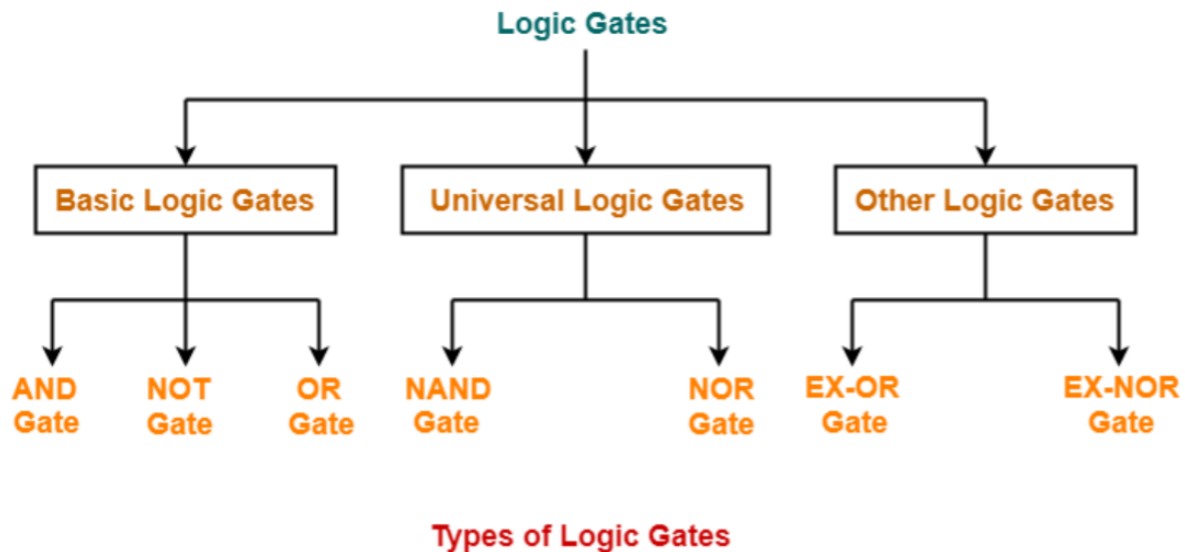 Logic Gates
Basic Logic Gates
Universal Logic Gates
Other Logic Gates
AND
Gate
NOT
Gate
OR
Gate
NAND
Gate
NOR
Gate
EX-OR
Gate
EX-NOR
Gate
Types of Logic Gates